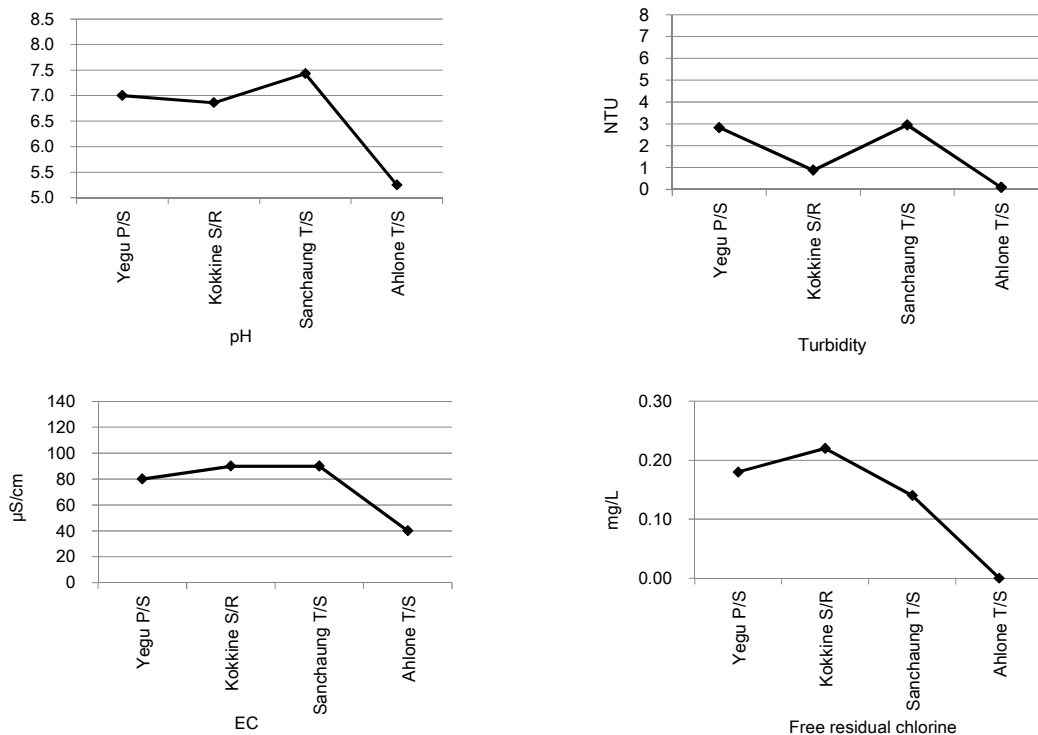 8.5
8.0
7.5
7.0
6.5
6.0
5.5
5.0
Yegu P/S
Kokkine S/R
Sanchaung T/S
Ahlone T/S
pH
8
7
6
5
4
3
2
1
0
NTU
Yegu P/S
Kokkine S/R
Sanchaung T/S
Ahlone T/S
Turbidity
140
120
100
80
60
40
20
0
µS/cm
Yegu P/S
Kokkine S/R
Sanchaung T/S
Ahlone T/S
EC
0.30
0.20
0.10
0.00
mg/L
Yegu P/S
Kokkine S/R
Sanchaung T/S
Ahlone T/S
Free residual chlorine